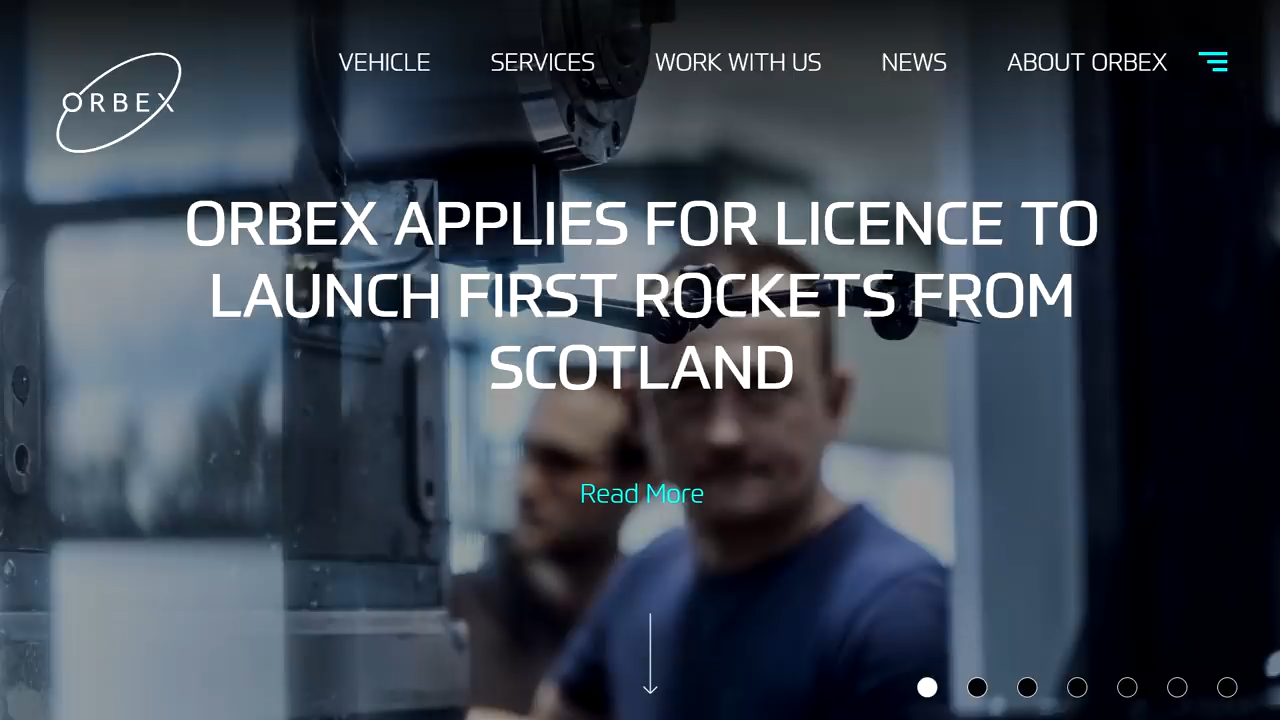 VEHICLE
SERVICES
WORK WITH US
NEWS
ABOUT ORBEX
ORBEX
ORBEX APPLIES FOR LICENCE TO
LAUNCH FIRST ROCKETS FROM
SCOTLAND
Read More